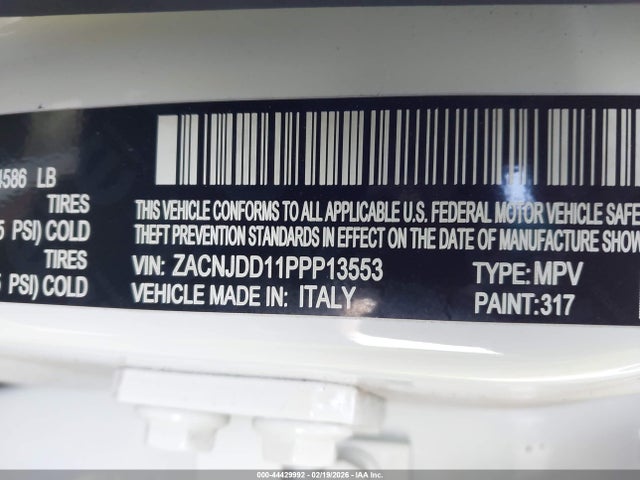 4586 LB
TIRES
5 PSI) COLD
TIRES
5 PSI) COLD
THIS VEHICLE CONFORMS TO ALL APPLICABLE U.S. FEDERAL MOTOR VEHICLE SAFE
THEFT PREVENTION STANDARDS IN EFFECT ON THE DATE OF MANUFACTURE SHOW
VIN: ZACNJDD11PPP13553 TYPE: MPV
VEHICLE MADE IN: ITALY PAINT:317
000-44429992 - 02/19/2026 - IAA Inc.